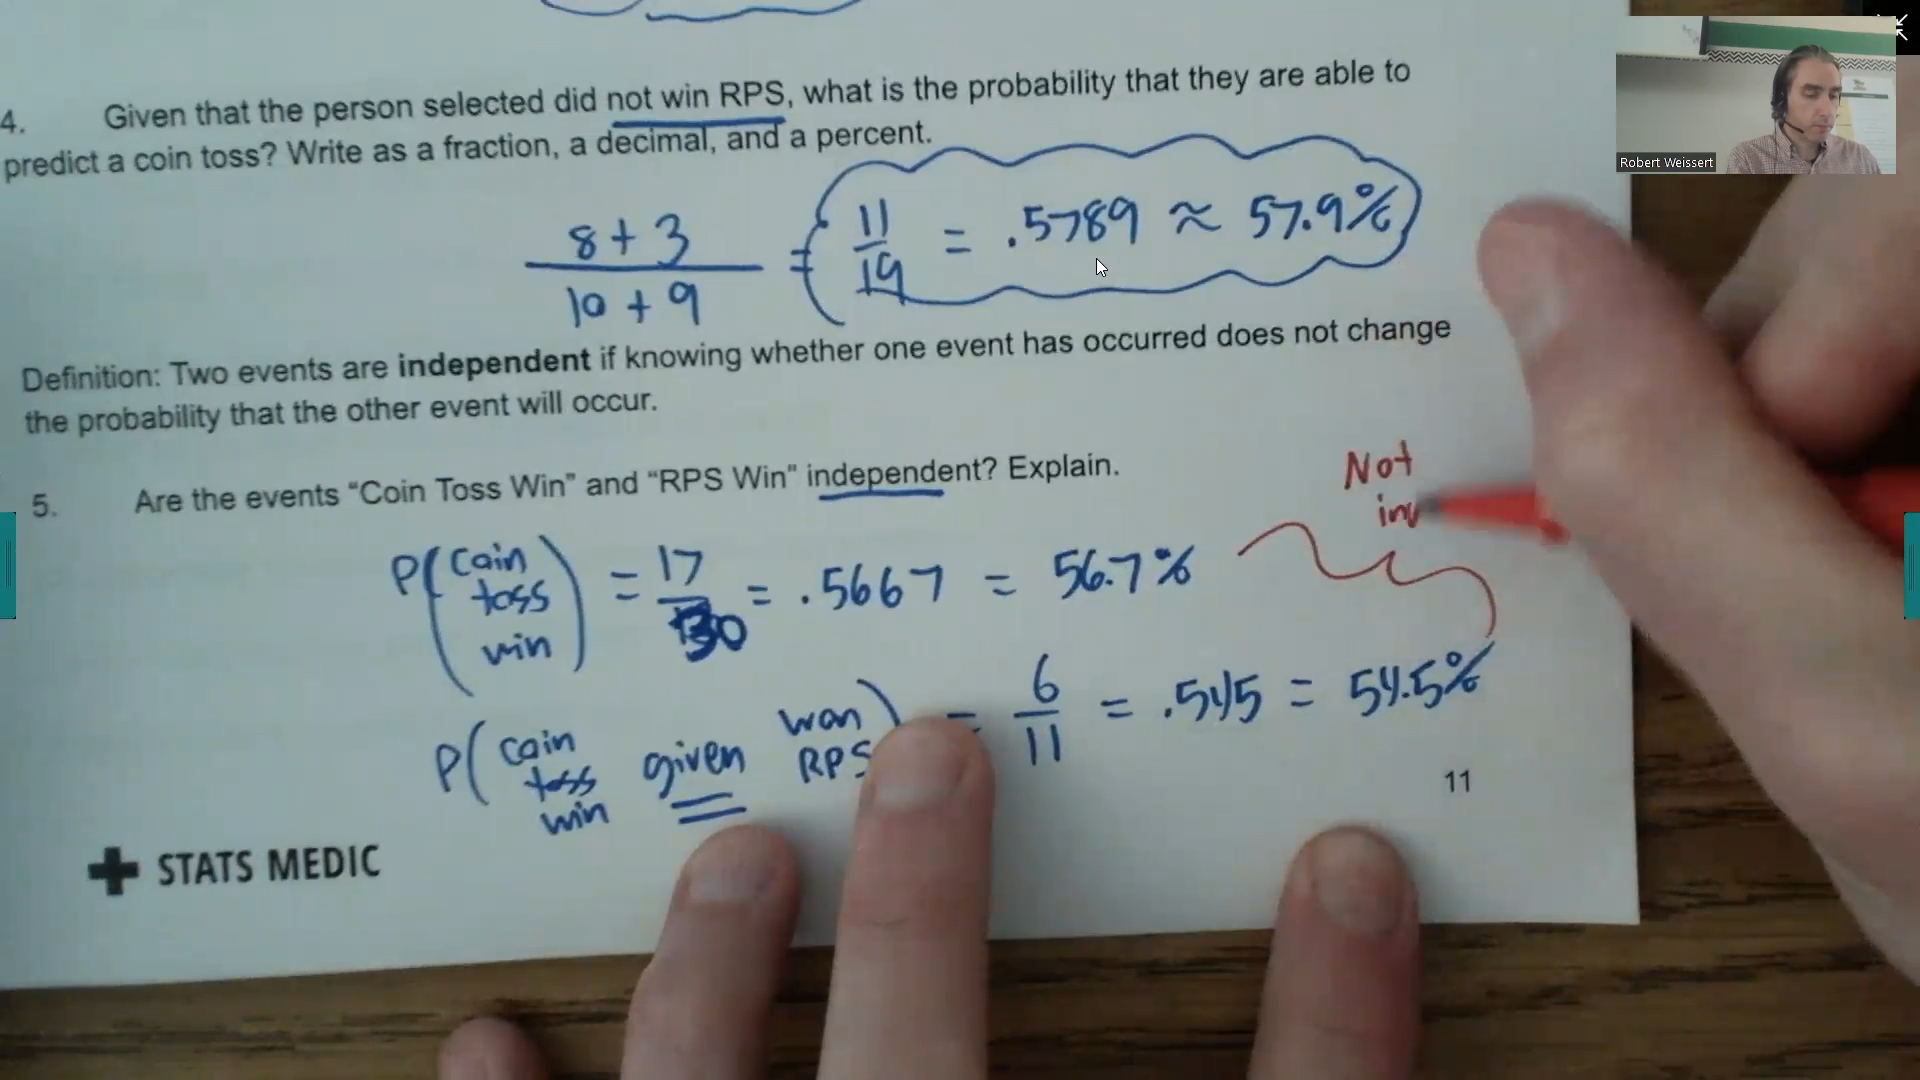 Robert Weissert
4. Given that the person selected did not win RPS, what is the probability that they are able to
predict a coin toss? Write as a fraction, a decimal, and a percent.
8 + 3
10 + 9
= 11/19 = .5789 ≈ 57.9%
Definition: Two events are independent if knowing whether one event has occurred does not change
the probability that the other event will occur.
5. Are the events “Coin Toss Win” and “RPS Win” independent? Explain.
Not
in
P(coin toss win) = 17/30 = .5667 = 56.7%
P(coin toss win given won RPS) = 6/11 = .545 = 54.5%
11
STATS MEDIC